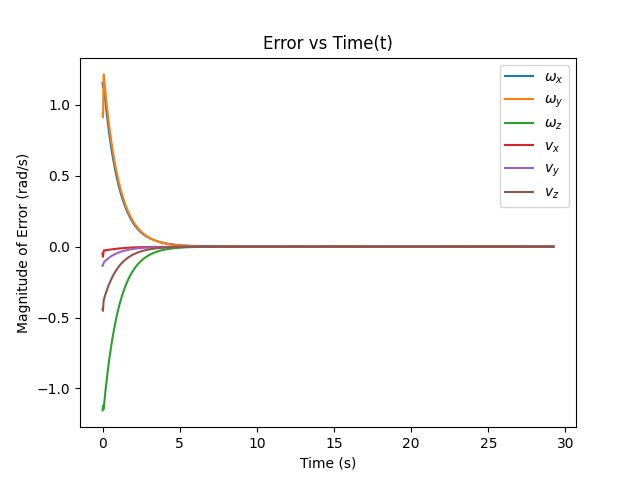 Error vs Time(t)
Magnitude of Error (rad/s)
1.0
0.5
0.0
−0.5
−1.0
ωx
ωy
ωz
vx
vy
vz
0 5 10 15 20 25 30
Time (s)